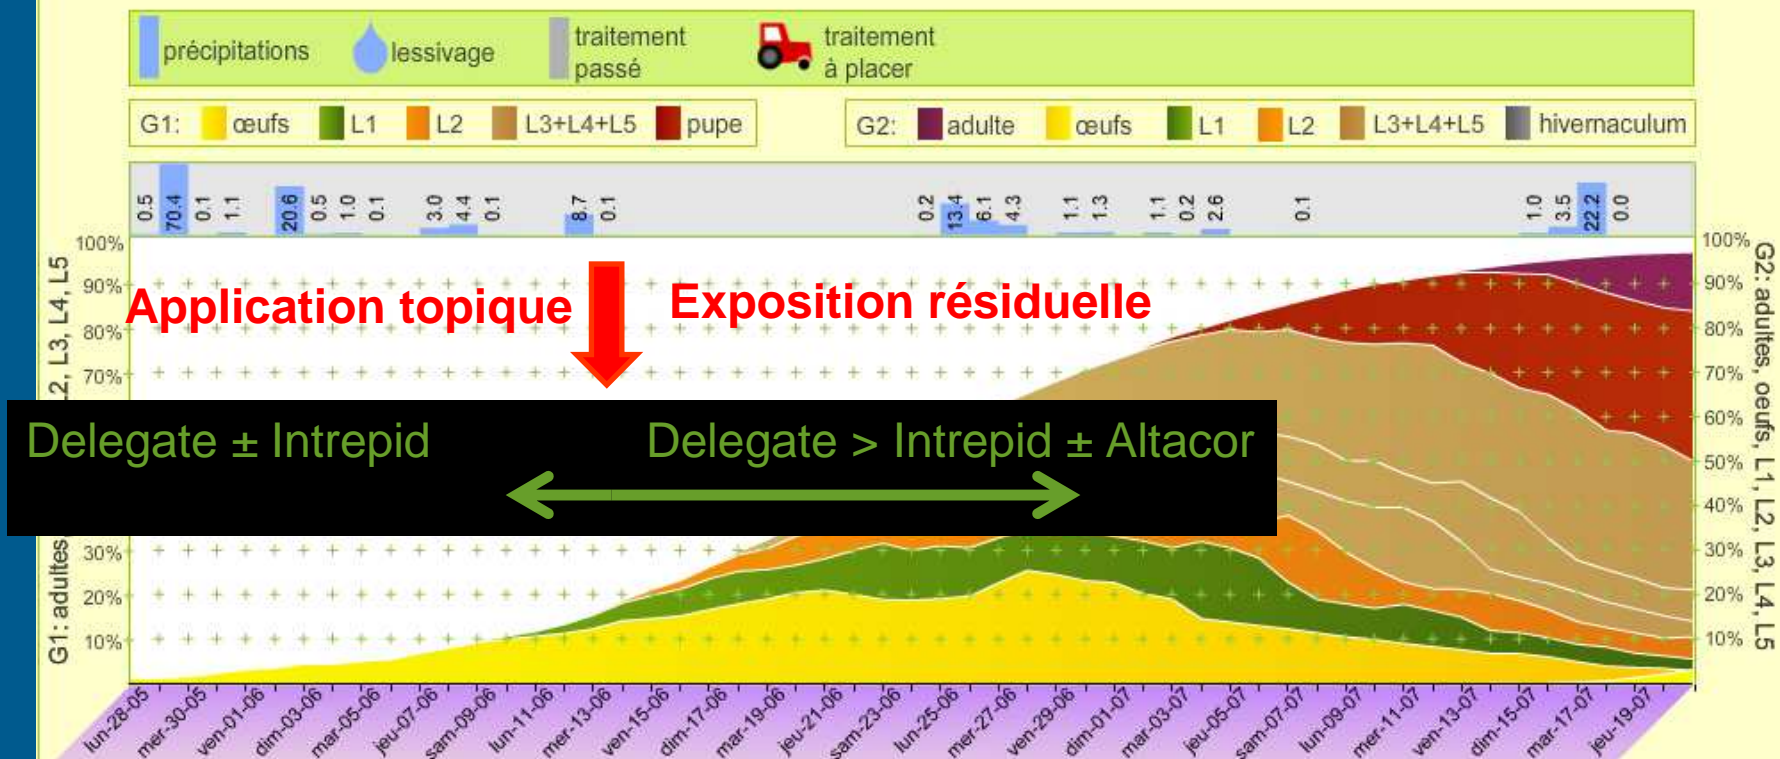 précipitations
lessivage
traitement
passé
traitement
à placer
G1: œufs L1 L2 L3+L4+L5 pupe
G2: adulte œufs L1 L2 L3+L4+L5 hivernaculum
0.5 70.4 0.1 1.1 20.6 0.5 1.0 0.1 3.0 4.4 0.1 8.7 0.1 0.2 13.4 6.1 4.3 1.1 1.3 1.1 0.2 2.6 0.1 1.0 3.5 22.2 0.0
100% 100%
90% 90%
Application topique Exposition résiduelle
80% 80%
70% 70%
60%
Delegate ± Intrepid Delegate > Intrepid ± Altacor
50%
40%
30% 30%
20% 20%
10% 10%
G1: adultes
L2, L3, L4, L5
G2: adultes, oeufs, L1, L2, L3, L4, L5
lun-28-05 mer-30-05 ven-01-06 dim-03-06 mar-05-06 jeu-07-06 sam-09-06 lun-11-06 mer-13-06 ven-15-06 dim-17-06 mar-19-06 jeu-21-06 sam-23-06 lun-25-06 mer-27-06 ven-29-06 dim-01-07 mar-03-07 jeu-05-07 sam-07-07 lun-09-07 mer-11-07 ven-13-07 dim-15-07 mar-17-07 jeu-19-07